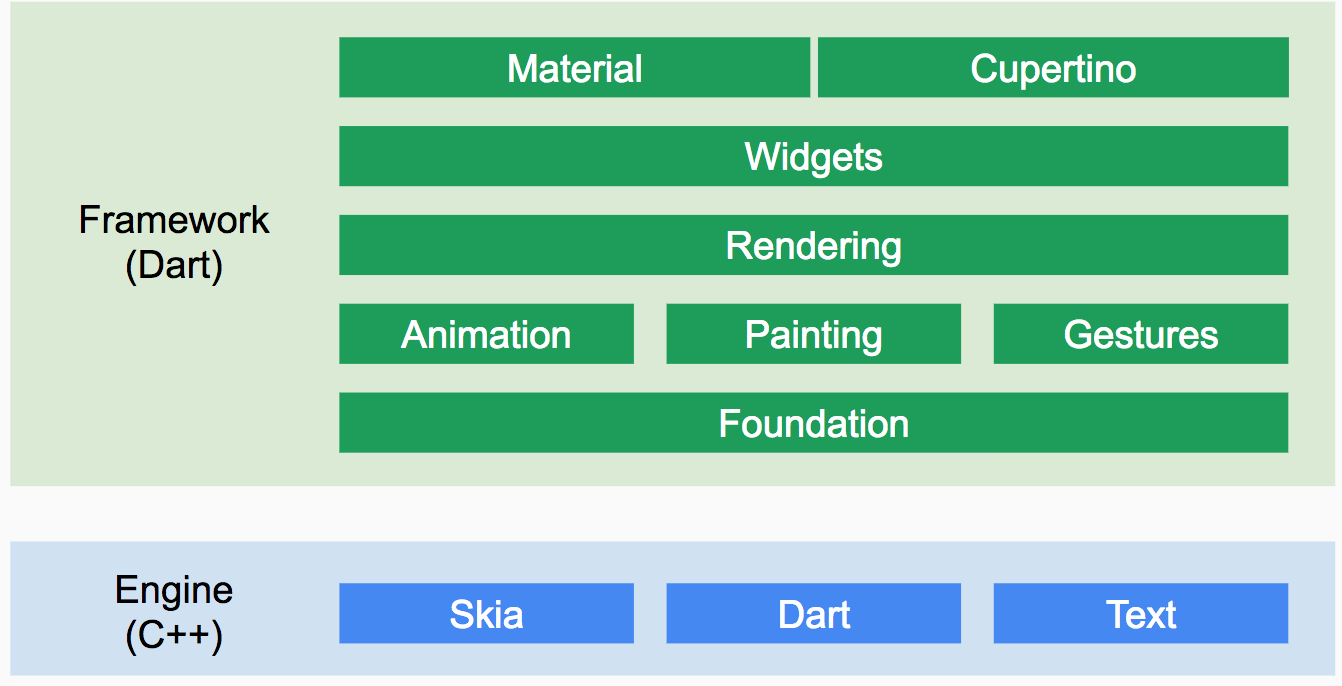 Material
Cupertino
Widgets
Framework
(Dart)
Rendering
Animation
Painting
Gestures
Foundation
Engine
(C++)
Skia
Dart
Text